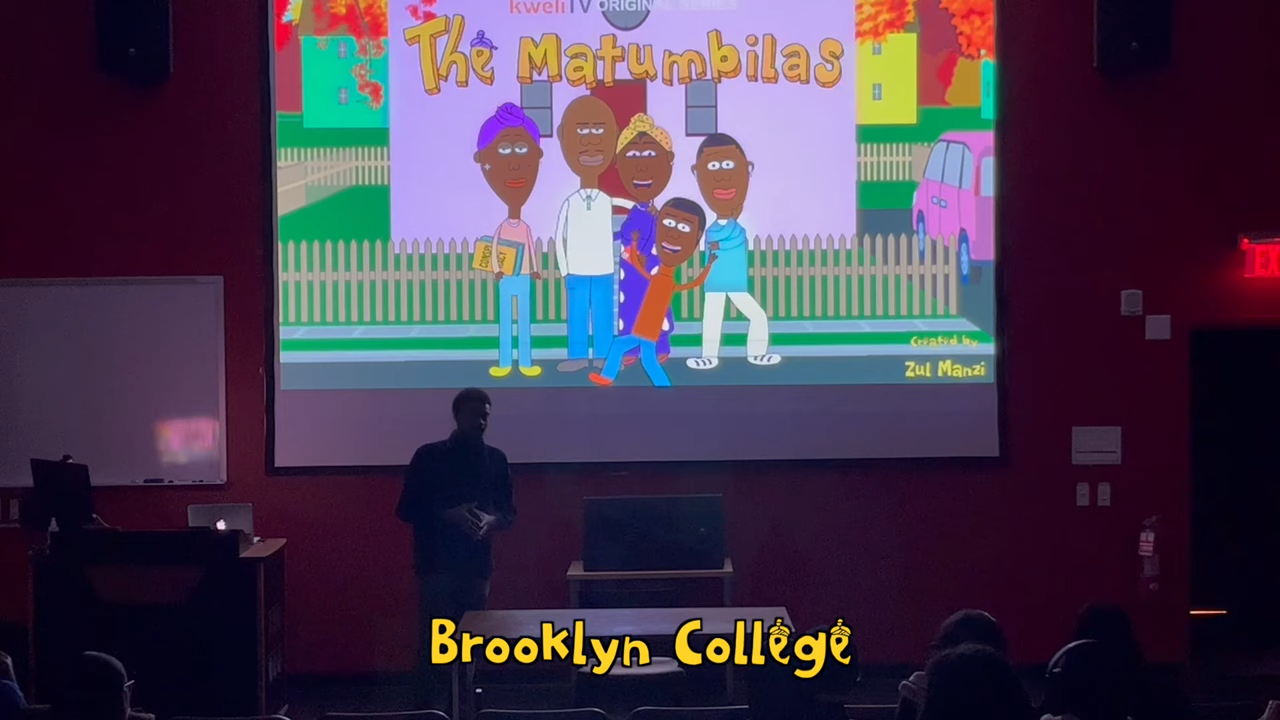 kweliTV ORIGINAL SERIES
The Matumbilas
Created by
Zul Manzi
Brooklyn College